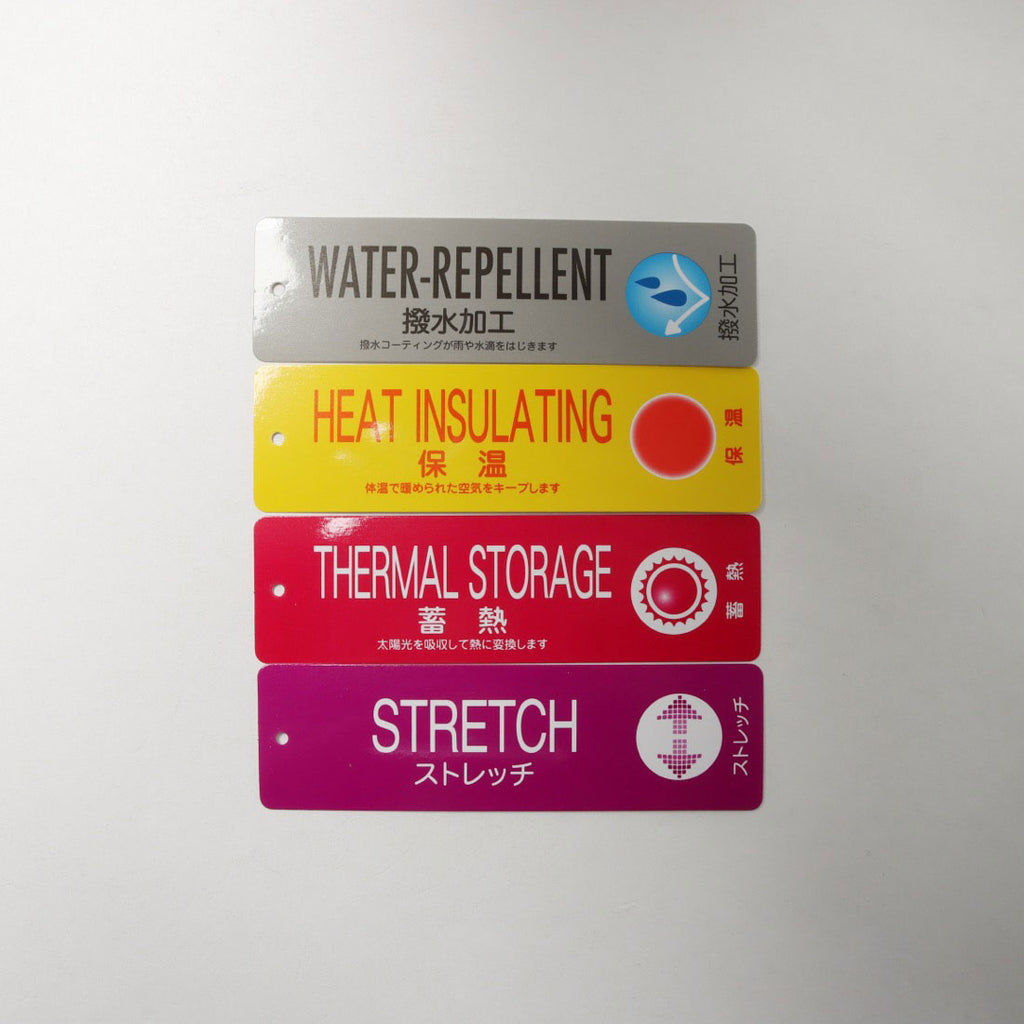 WATER-REPELLENT
撥水加工
撥水コーティングが雨や水滴をはじきます
撥水加工
HEAT INSULATING
保 温
体温で暖められた空気をキープします
保 温
THERMAL STORAGE
蓄 熱
太陽光を吸収して熱に変換します
蓄 熱
STRETCH
ストレッチ
ストレッチ